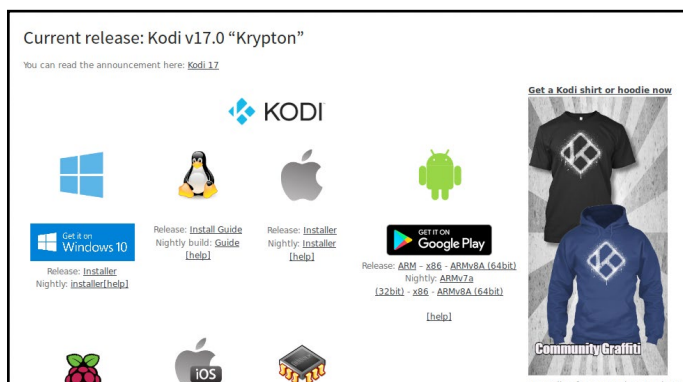 Current release: Kodi v17.0 “Krypton”
You can read the announcement here: Kodi 17
Get a Kodi shirt or hoodie now
KODI
Get it on
Windows 10
Release: Installer
Nightly: installer[help]
Release: Install Guide
Nightly build: Guide
[help]
Release: Installer
Nightly: Installer
[help]
GET IT ON
Google Play
Release: ARM - x86 - ARMv8A (64bit)
Nightly: ARMv7a
(32bit) - x86 - ARMv8A (64bit)
[help]
Community Graffiti
iOS